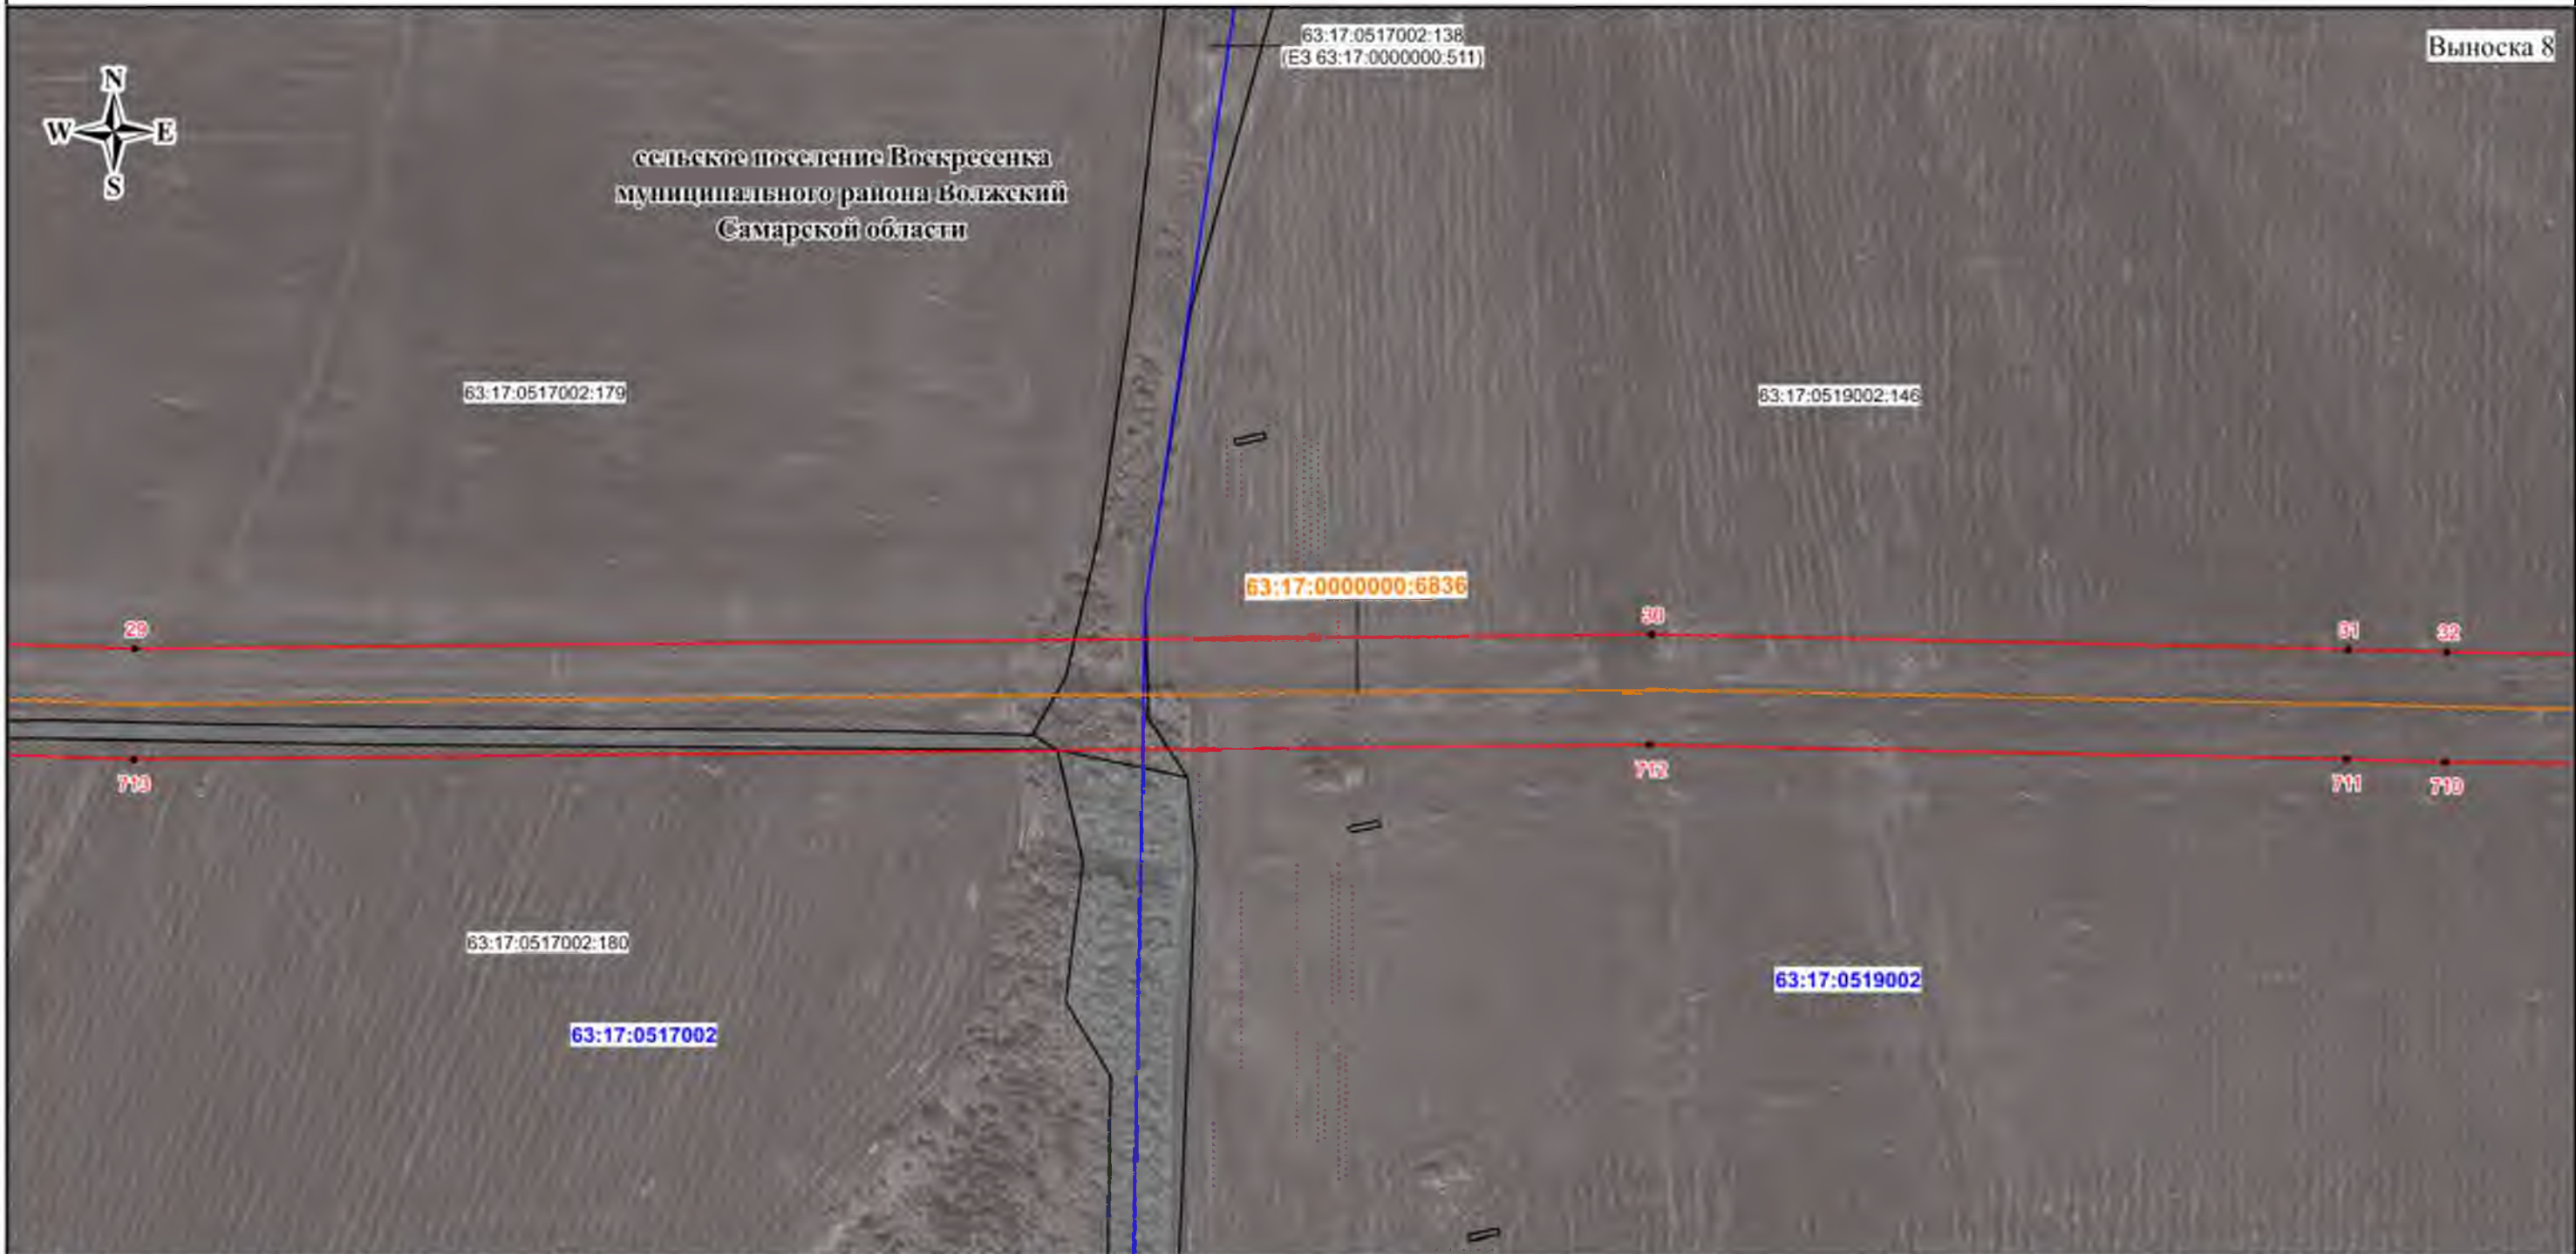 63:17:0517002:138
(ЕЗ 63:17:0000000:511)
Выноска 8
N
W E
S
сельское поселение Воскресенка
муниципального района Волжский
Самарской области
63:17:0517002:179
63:17:0519002:146
63:17:0000000:6836
29
30
31
32
713
712
711
710
63:17:0517002:180
63:17:0519002
63:17:0517002